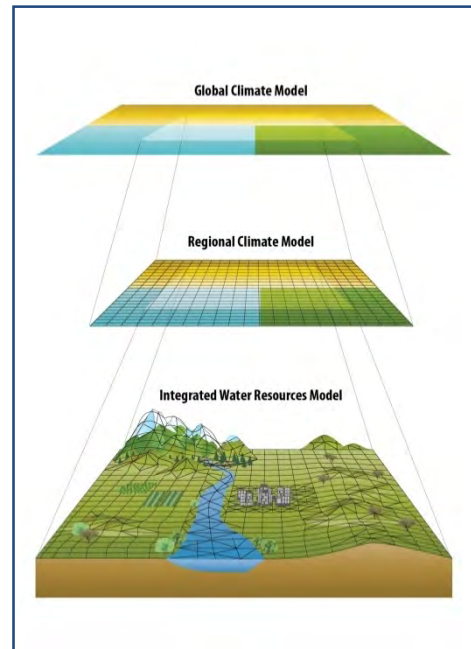 Global Climate Model
Regional Climate Model
Integrated Water Resources Model